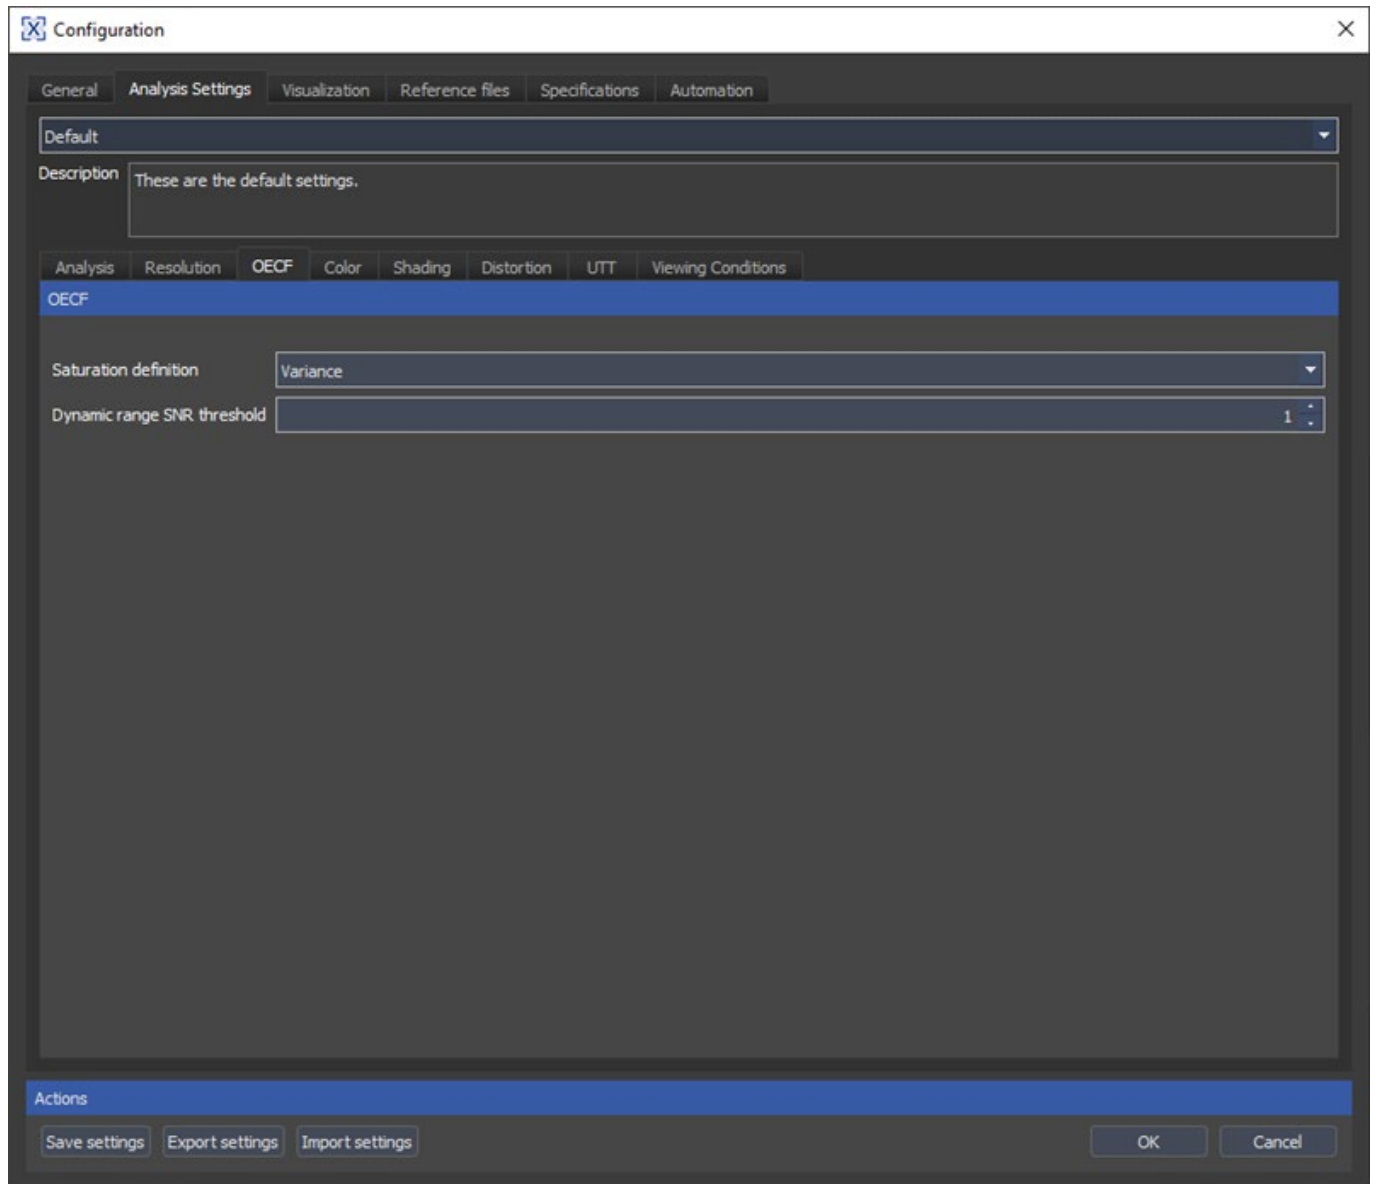 Configuration
General Analysis Settings Visualization Reference files Specifications Automation
Default
Description These are the default settings.
Analysis Resolution OECF Color Shading Distortion UTT Viewing Conditions
OECF
Saturation definition Variance
Dynamic range SNR threshold 1
Actions
Save settings Export settings Import settings OK Cancel